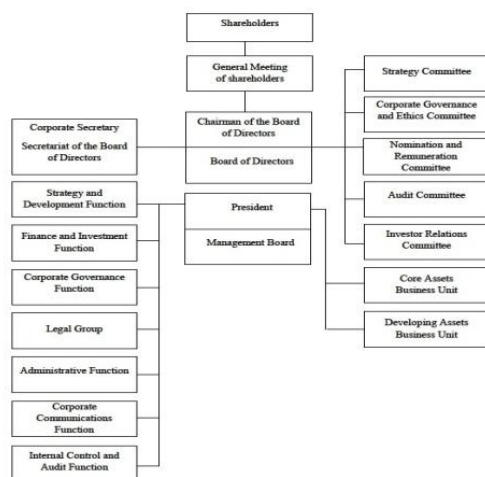 Shareholders
General Meeting
of shareholders
Chairman of the Board
of Directors
Board of Directors
Corporate Secretary
Secretariat of the Board
of Directors
Strategy Committee
Corporate Governance
and Ethics Committee
Nomination and
Remuneration
Committee
Audit Committee
Investor Relations
Committee
President
Management Board
Strategy and
Development Function
Finance and Investment
Function
Corporate Governance
Function
Legal Group
Administrative Function
Corporate
Communications
Function
Internal Control and
Audit Function
Core Assets
Business Unit
Developing Assets
Business Unit